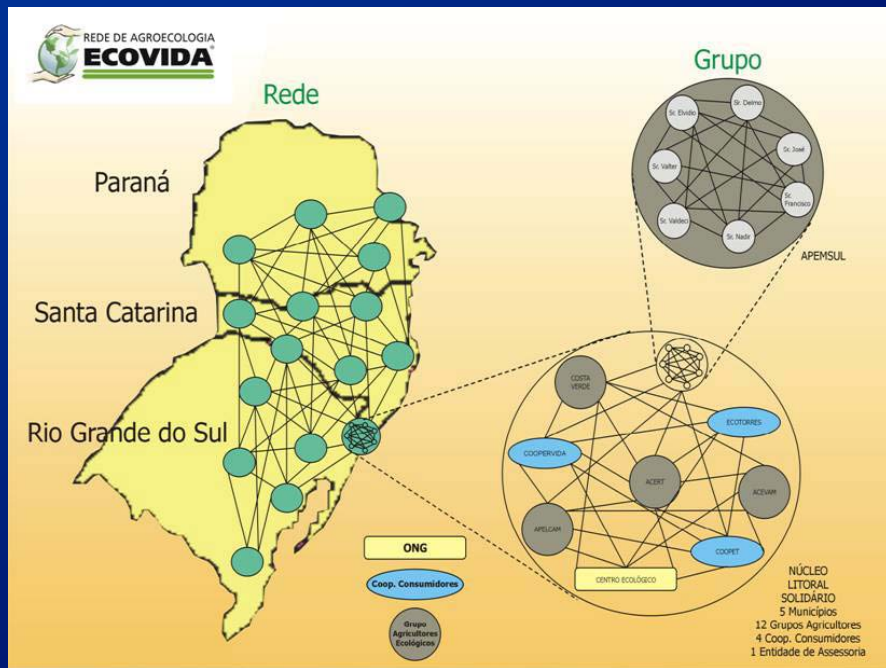 REDE DE AGROECOLOGIA
ECOVIDA
Rede
Grupo
Paraná
Santa Catarina
Rio Grande do Sul
Sr. Delmo
Sr. Elvidio
Sr. José
Sr. Valter
Sr.
Francisco
Sr. Valdeci
Sr. Nadir
APEMSUL
COSTA
VERDE
ECOTORRES
COOPERVIDA
ACERT
ACEVAM
APELCAM
COOPET
CENTRO ECOLÓGICO
ONG
Coop. Consumidores
Grupo
Agricultores
Ecológicos
NÚCLEO
LITORAL
SOLIDÁRIO
5 Municípios
12 Grupos Agricultores
4 Coop. Consumidores
1 Entidade de Assessoria